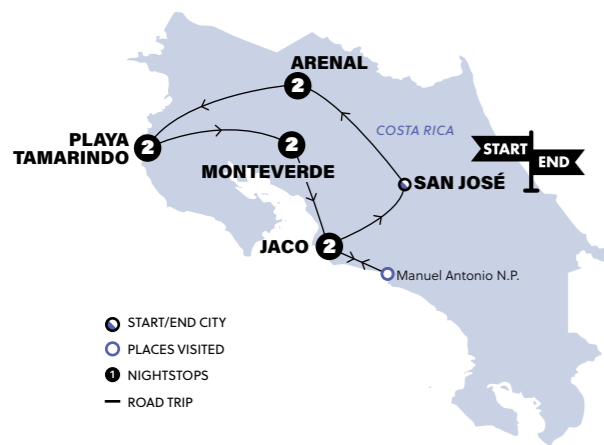 ARENAL
2
COSTA RICA
PLAYA
TAMARINDO
2
2
MONTEVERDE
START
END
SAN JOSÉ
JACO
2
Manuel Antonio N.P.
START/END CITY
PLACES VISITED
1
NIGHTSTOPS
ROAD TRIP